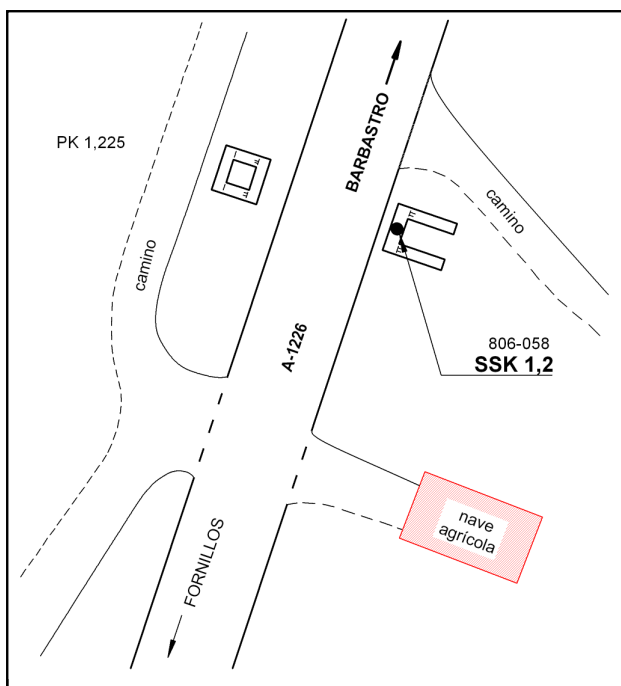 BARBASTRO
PK 1,225
camino
camino
A-1226
806-058
SSK 1,2
nave
agrícola
FORNILLOS